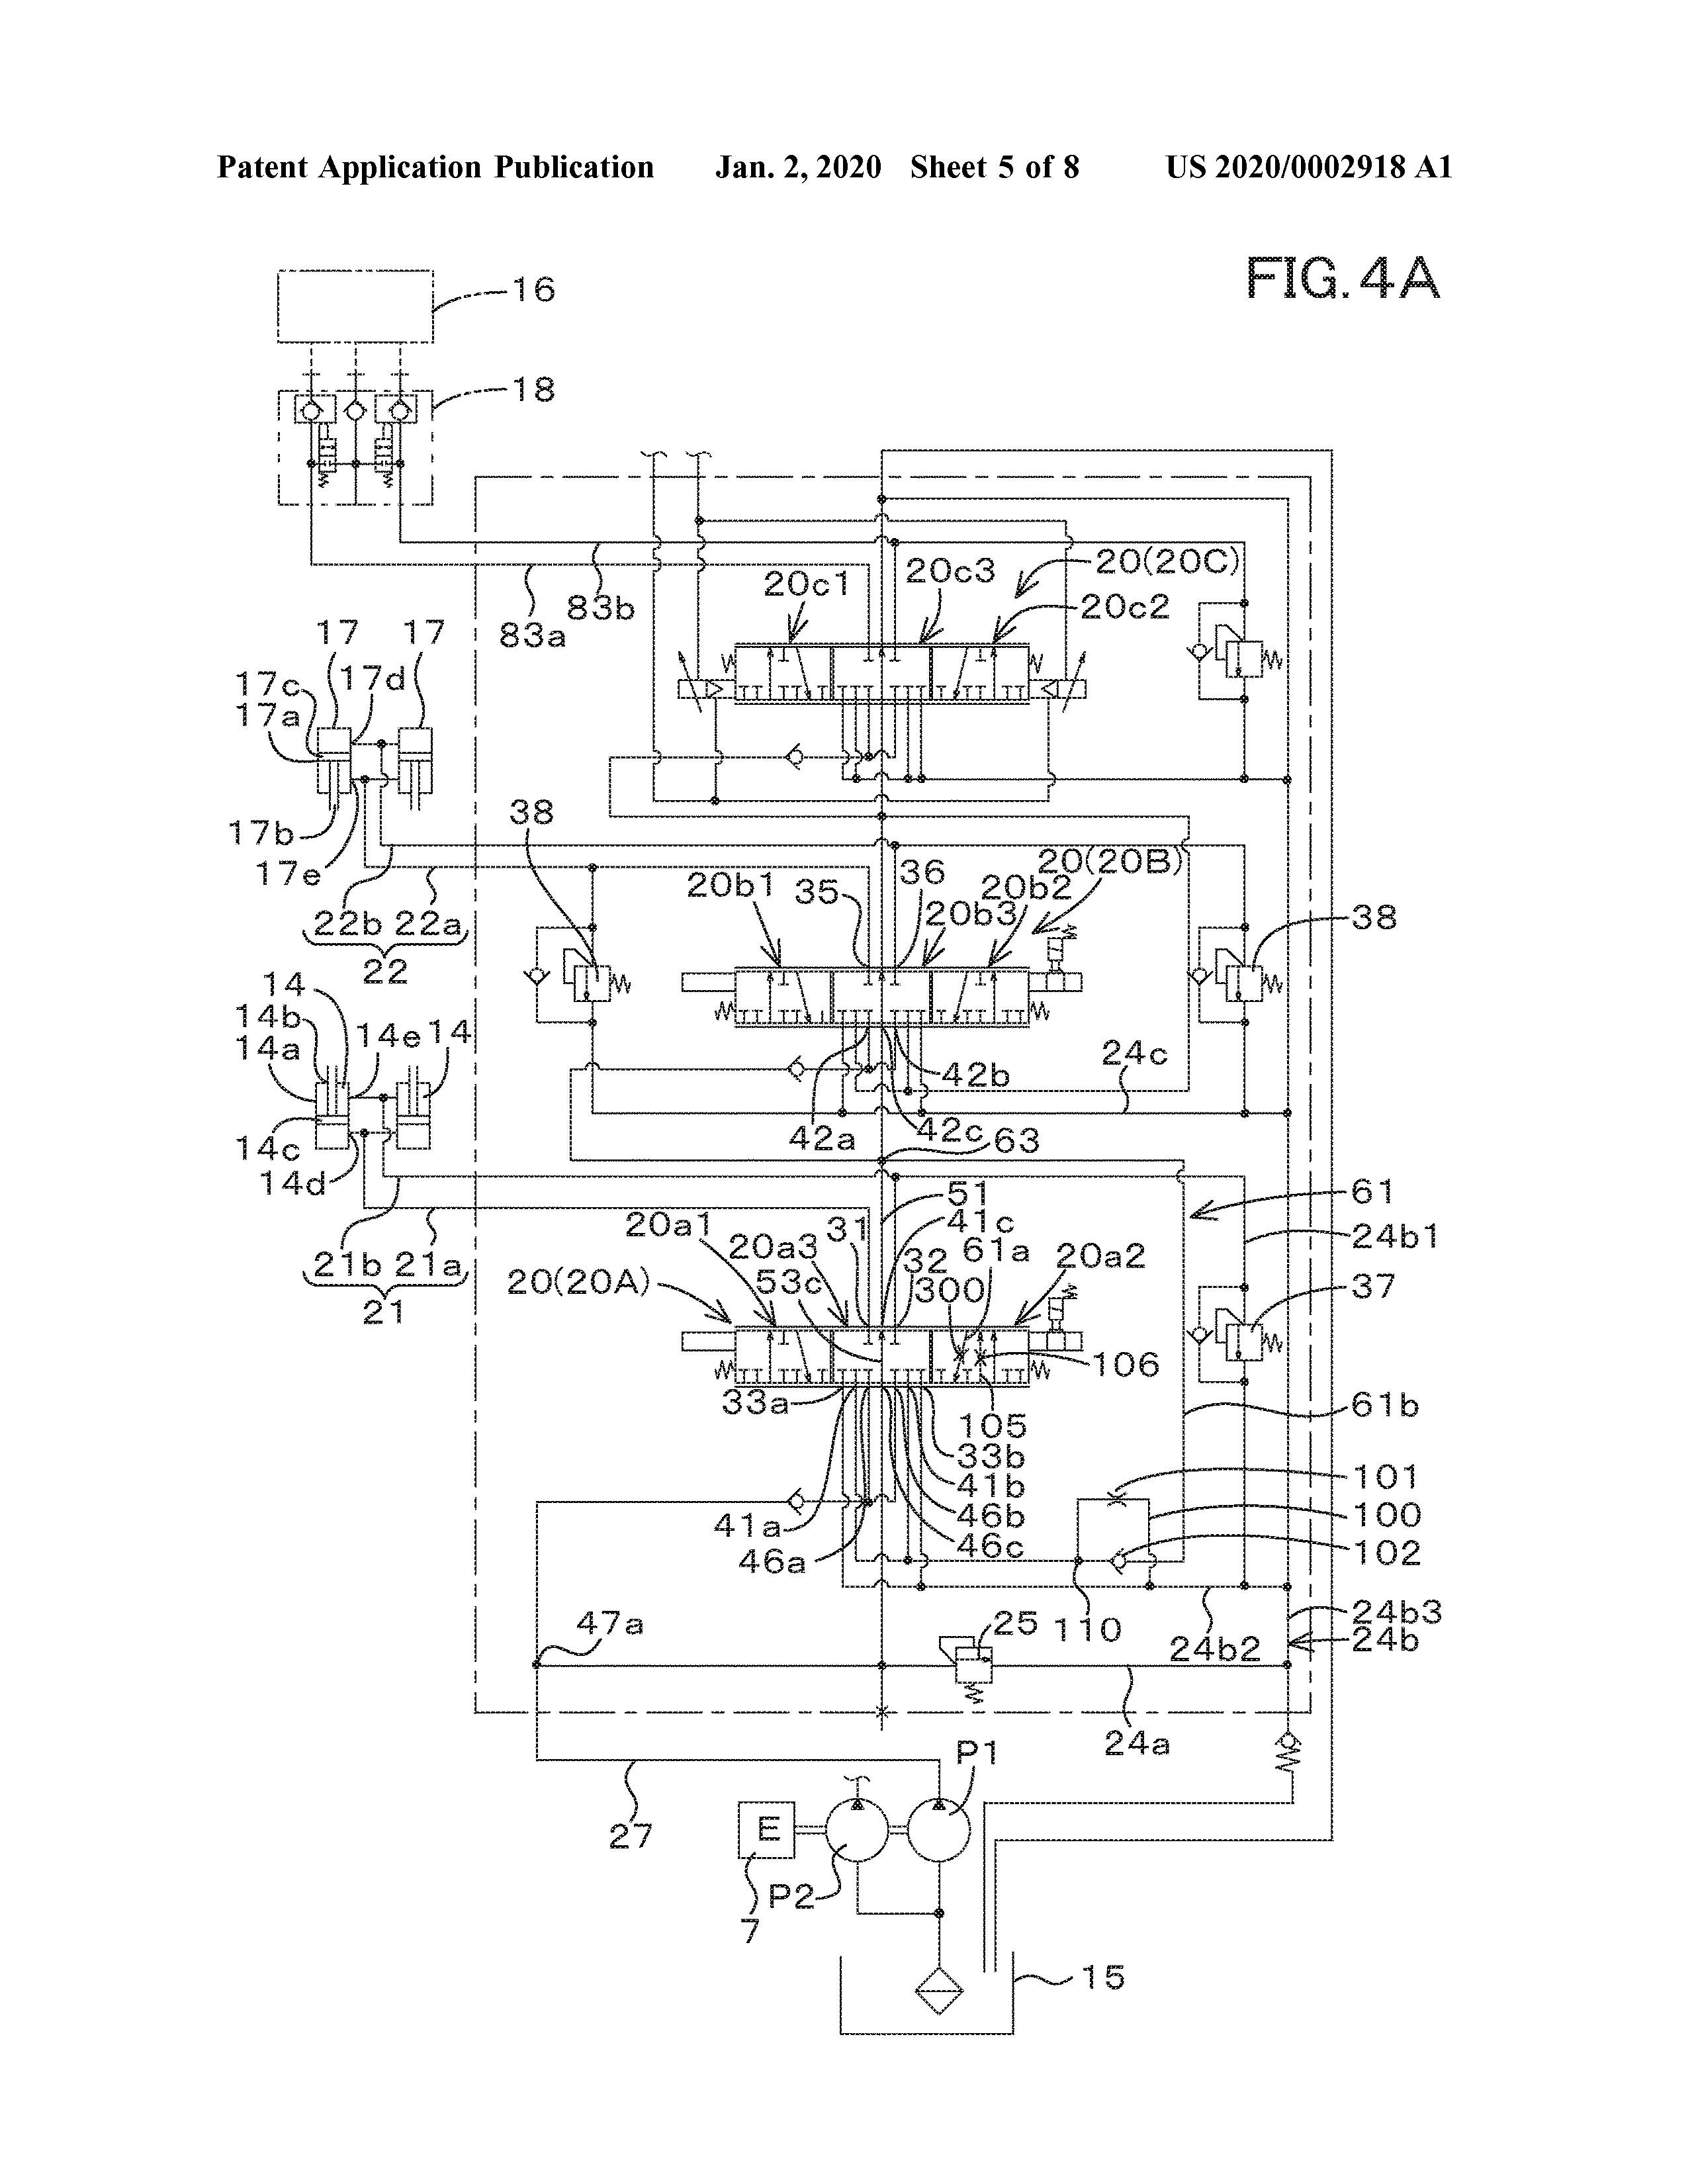 Patent Application Publication Jan. 2, 2020 Sheet 5 of 8 US 2020/0002918 A1
FIG. 4A
16
18
20c1
20c3
20(20C)
20c2
83b
83a
17
17
17c
17d
17a
17b
17e
38
22b 22a
22
20b1
35
36
20b2
20(20B)
20b3
38
14
14b
14a
14e
14
14c
14d
42a
42b
42c
24c
63
21b 21a
21
20a1
31
51
41c
61
24b1
20a3
32
61a
20a2
20(20A)
53c
300
37
106
33a
105
61b
33b
41b
101
41a
46b
100
46a
46c
102
47a
25
110
24b3
24b2
24b
24a
27
P1
E
P2
7
15